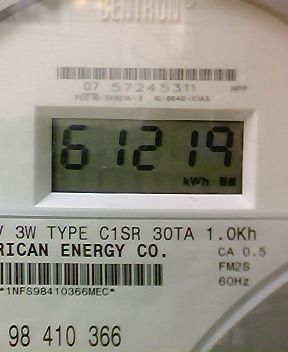 CENTRON®
07 57245311
61219
kWh
V 3W TYPE C1SR 30TA 1.0Kh
RICAN ENERGY CO.
CA 0.5
FM2S
60Hz
*1NFS98410366MEC*
98 410 366